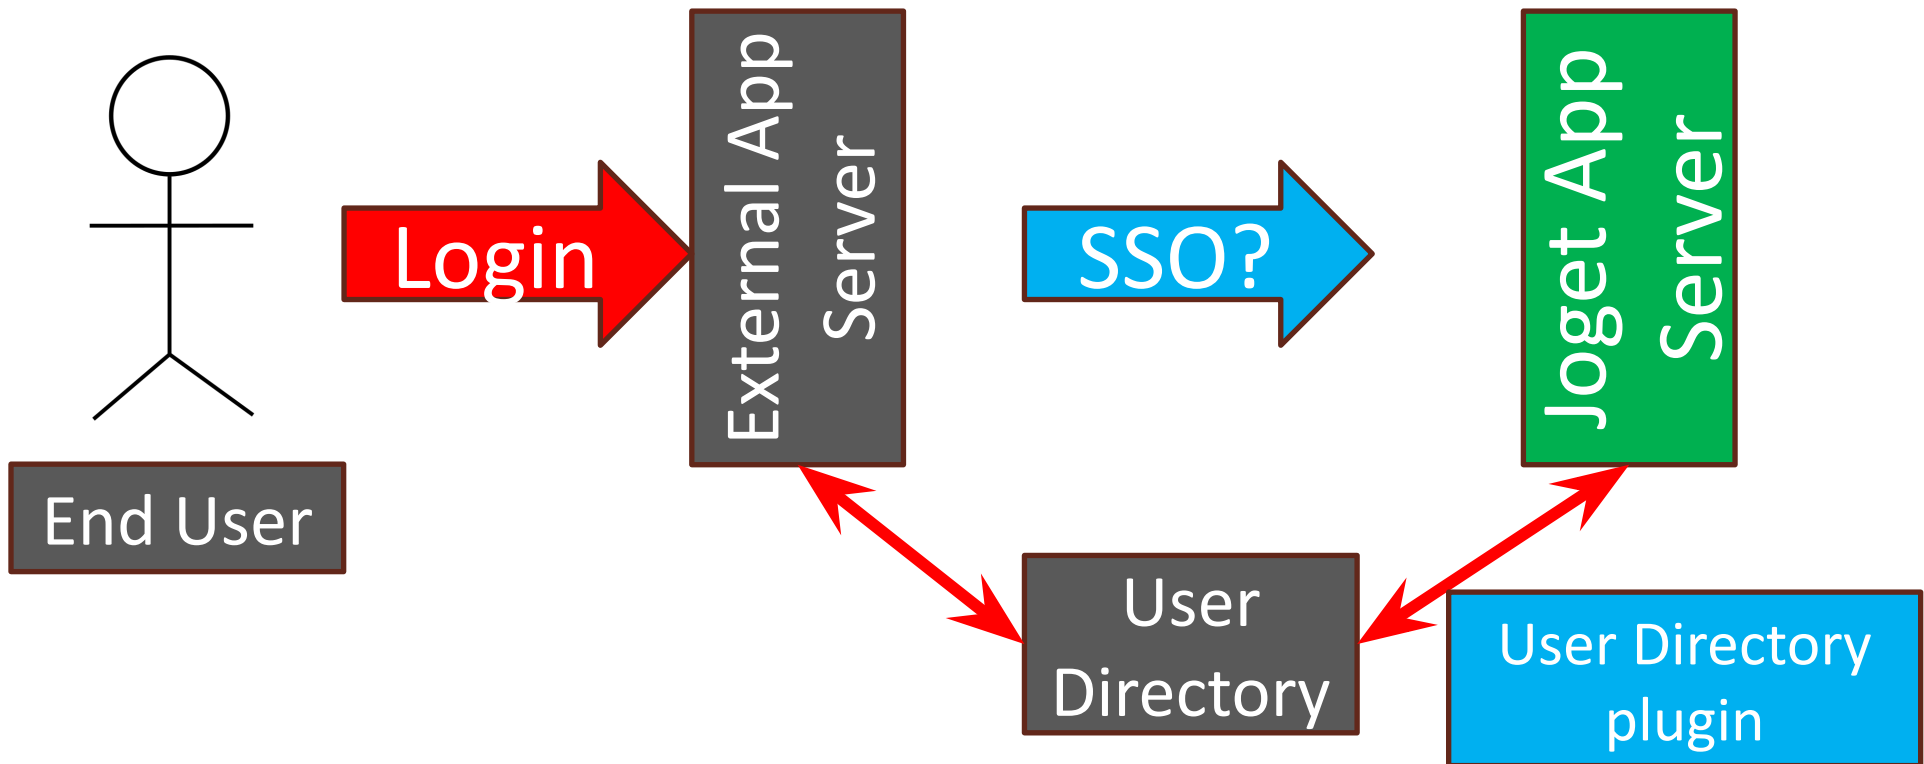 Login
External App
Server
SSO?
Joget App
Server
End User
User
Directory
User Directory
plugin